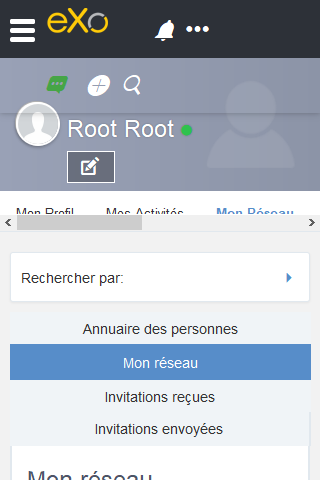 eXo
Root Root
Mon Profil Mes Activités Mon Réseau
Rechercher par:
Annuaire des personnes
Mon réseau
Invitations reçues
Invitations envoyées
Mon réseau